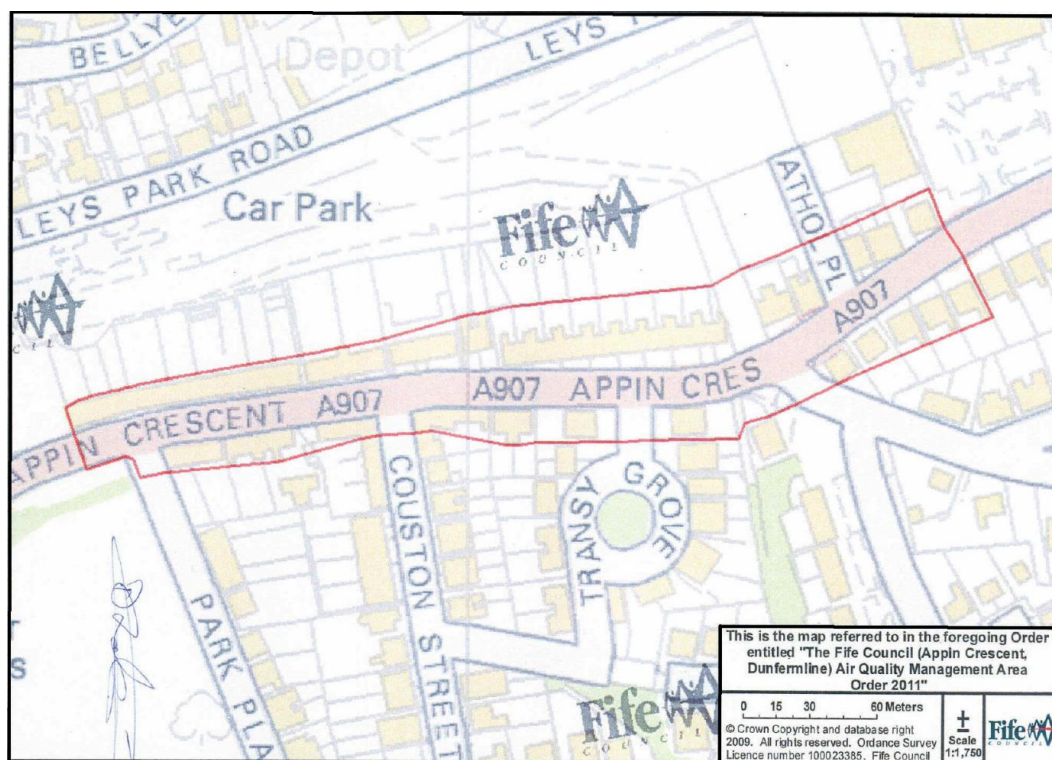 BELLYE
Depot
LEYS P
LEYS PARK ROAD
Car Park
ATHOL PL
Fife
COUNCIL
CIL
A907
APPIN CRESCENT A907
A907 APPIN CRES
COUSTON STREET
TRANSY GROVE
PARK PLA
S
Fife
COUNCIL
This is the map referred to in the foregoing Order
entitled "The Fife Council (Appin Crescent,
Dunfermline) Air Quality Management Area
Order 2011"
0 15 30 60 Meters
© Crown Copyright and database right
2009. All rights reserved. Ordance Survey
Licence number 100023385. Fife Council
±
Scale
1:1,750
Fife
COUNCIL